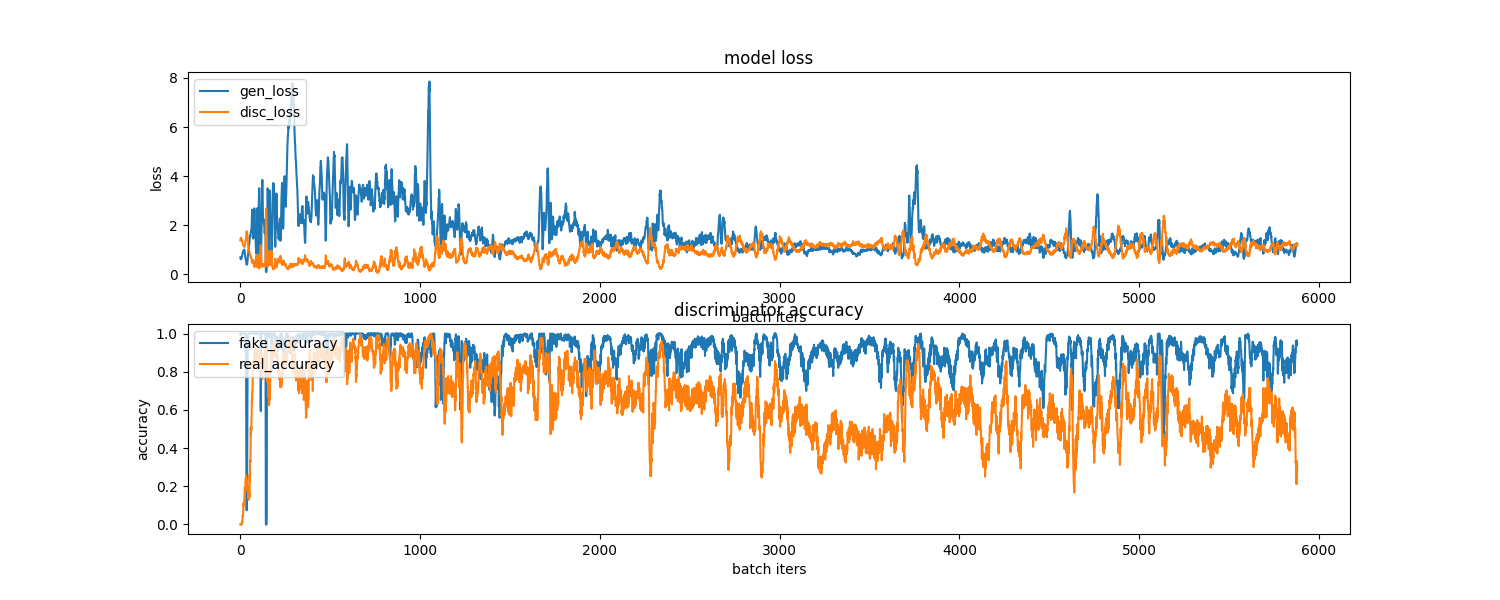 model loss
8
6
4
2
0
loss
gen_loss
disc_loss
0 1000 2000 3000 4000 5000 6000
batch iters
discriminator accuracy
1.0
0.8
0.6
0.4
0.2
0.0
accuracy
fake_accuracy
real_accuracy
0 1000 2000 3000 4000 5000 6000
batch iters